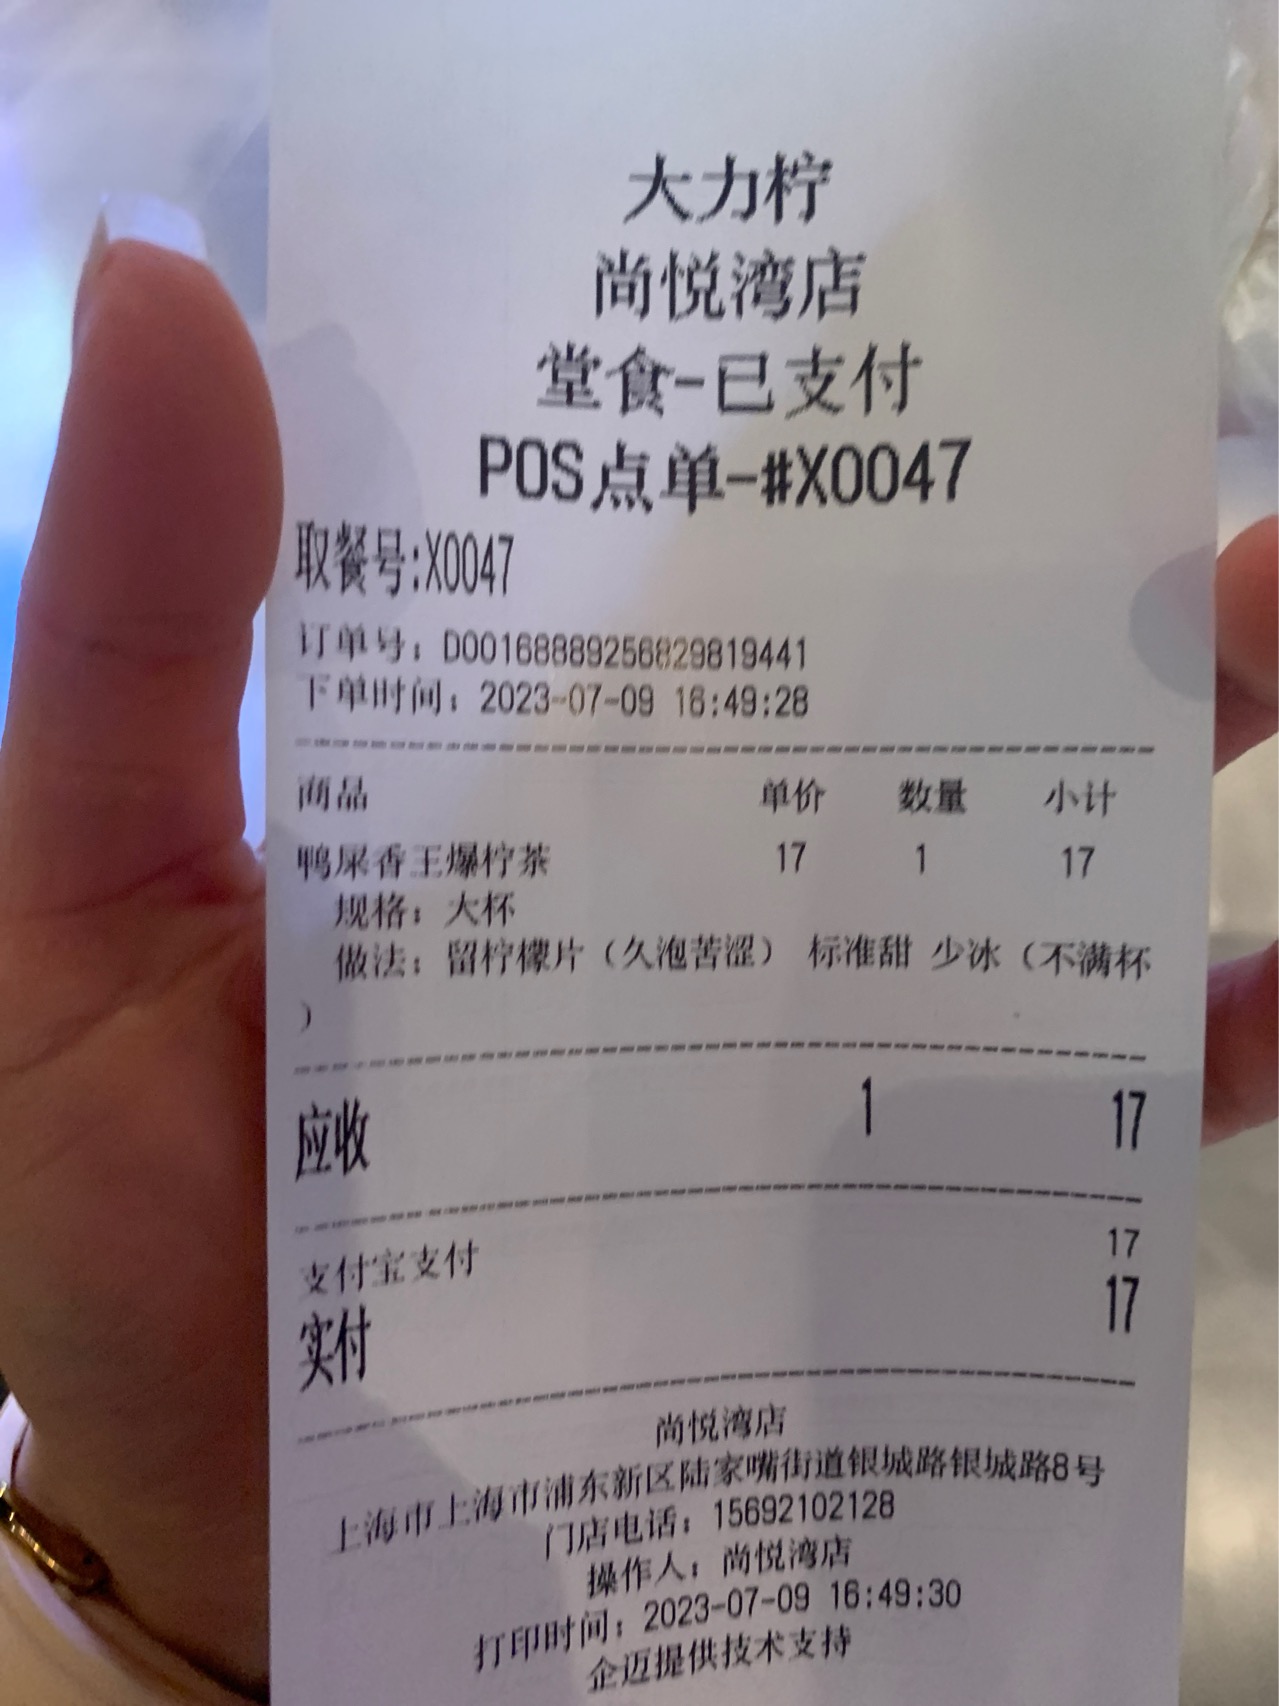 大力柠
尚悦湾店
堂食-已支付
POS点单-#X0047
取餐号:X0047
订单号：D00168889256829819441
下单时间：2023-07-09 16:49:28
商品 单价 数量 小计
鸭屎香王爆柠茶 17 1 17
规格：大杯
做法：留柠檬片（久泡苦涩） 标准甜 少冰（不满杯
）
应收 1 17
支付宝支付 17
实付 17
尚悦湾店
上海市上海市浦东新区陆家嘴街道银城路银城路8号
门店电话：15692102128
操作人：尚悦湾店
打印时间：2023-07-09 16:49:30
企迈提供技术支持